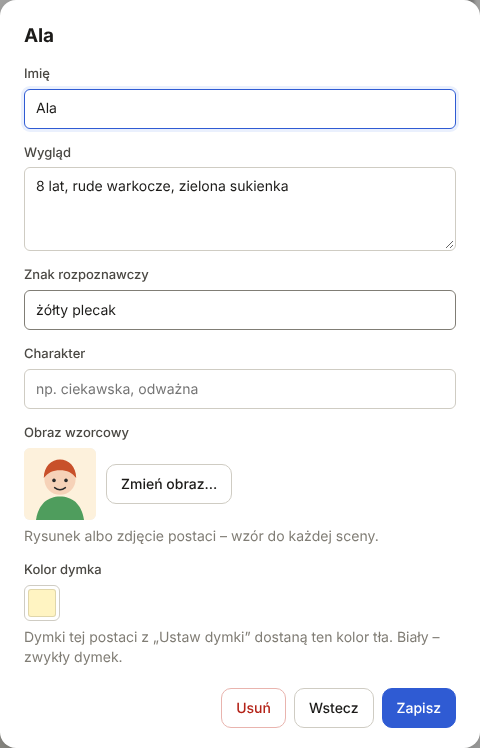 Ala
Imię
Ala
Wygląd
8 lat, rude warkocze, zielona sukienka
Znak rozpoznawczy
żółty plecak
Charakter
np. ciekawska, odważna
Obraz wzorcowy
Zmień obraz...
Rysunek albo zdjęcie postaci – wzór do każdej sceny.
Kolor dymka
Dymki tej postaci z „Ustaw dymki” dostaną ten kolor tła. Biały –
zwykły dymek.
Usuń Wstecz Zapisz